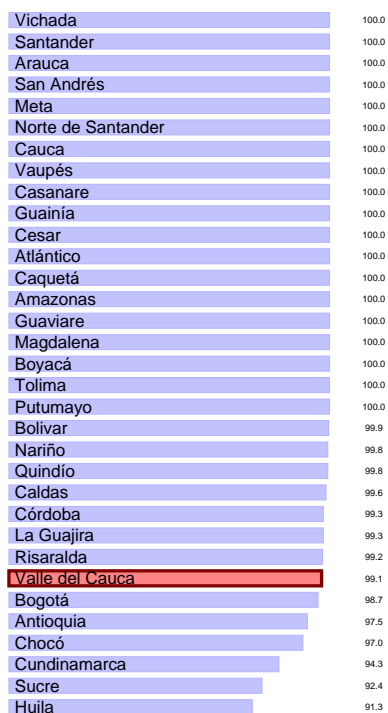 Vichada 100.0
Santander 100.0
Arauca 100.0
San Andrés 100.0
Meta 100.0
Norte de Santander 100.0
Cauca 100.0
Vaupés 100.0
Casanare 100.0
Guainía 100.0
Cesar 100.0
Atlántico 100.0
Caquetá 100.0
Amazonas 100.0
Guaviare 100.0
Magdalena 100.0
Boyacá 100.0
Tolima 100.0
Putumayo 100.0
Bolivar 99.9
Nariño 99.8
Quindío 99.8
Caldas 99.6
Córdoba 99.3
La Guajira 99.3
Risaralda 99.2
Valle del Cauca 99.1
Bogotá 98.7
Antioquia 97.5
Chocó 97.0
Cundinamarca 94.3
Sucre 92.4
Huila 91.3